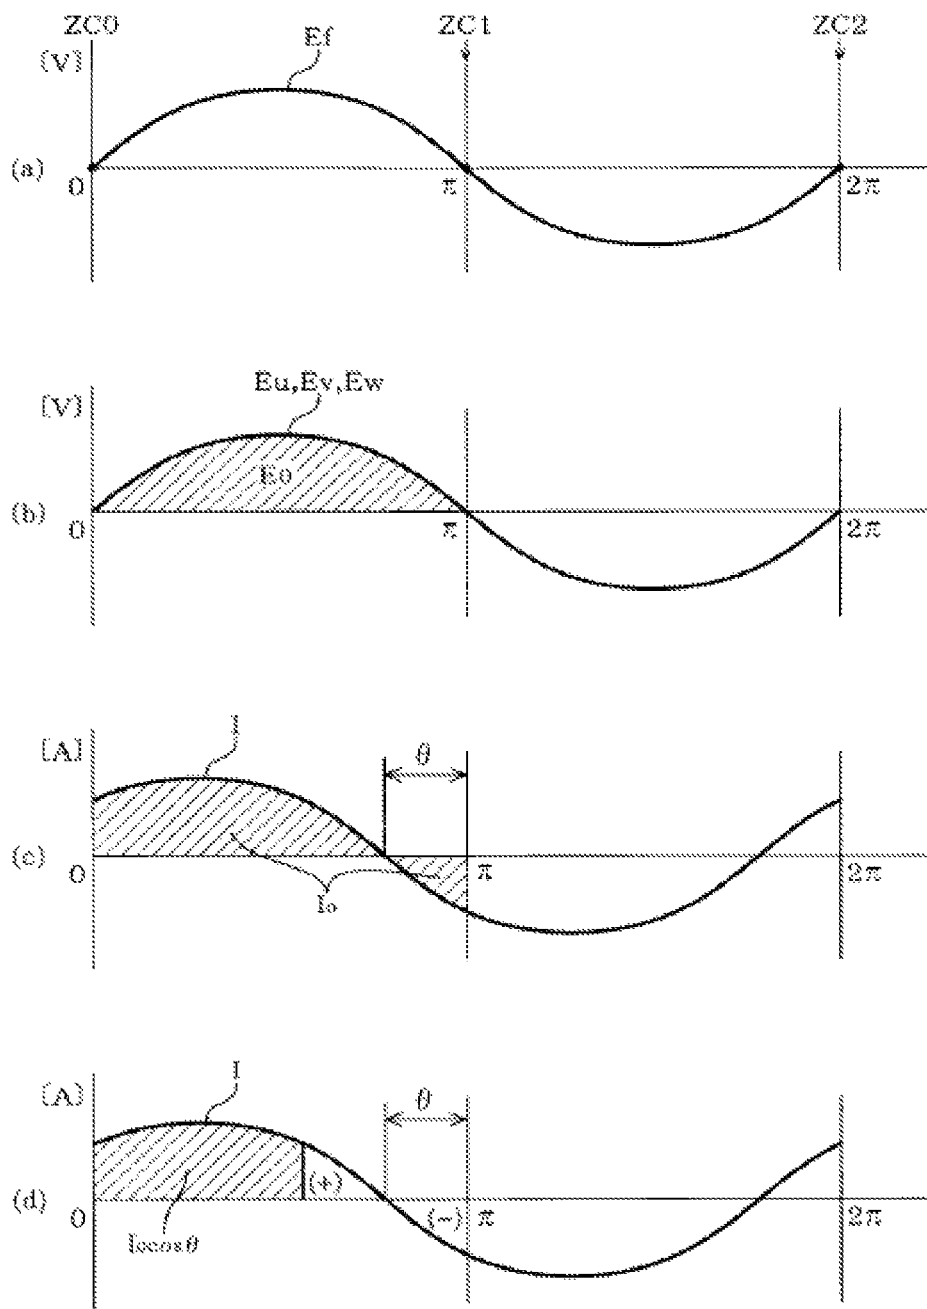 ZC0 ZC1 ZC2
[V] Ef
(a) 0 π 2π
[V] Eu,Ev,Ew
E0
(b) 0 π 2π
[A] I θ
(c) 0 π 2π
Io
[A] I θ
(+)
(d) 0 (−) π 2π
Iocosθ